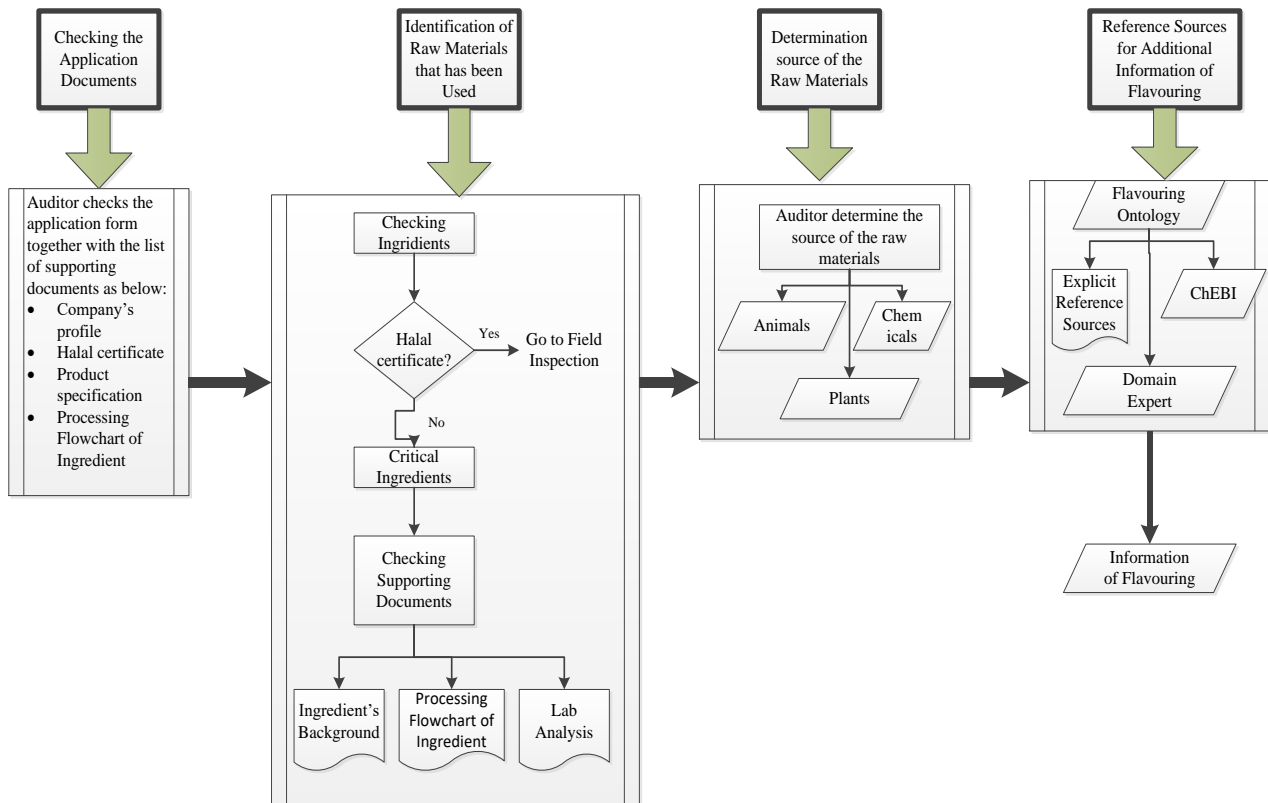 Checking the
Application
Documents
Identification of
Raw Materials
that has been
Used
Determination
source of the
Raw Materials
Reference Sources
for Additional
Information of
Flavouring
Auditor checks the
application form
together with the list
of supporting
documents as below:
• Company's
profile
• Halal certificate
• Product
specification
• Processing
Flowchart of
Ingredient
Checking
Ingridients
Halal
certificate?
Yes
Go to Field
Inspection
No
Critical
Ingredients
Checking
Supporting
Documents
Ingredient's
Background
Processing
Flowchart of
Ingredient
Lab
Analysis
Auditor determine the
source of the raw
materials
Animals
Chem
icals
Plants
Flavouring
Ontology
Explicit
Reference
Sources
ChEBI
Domain
Expert
Information
of Flavouring